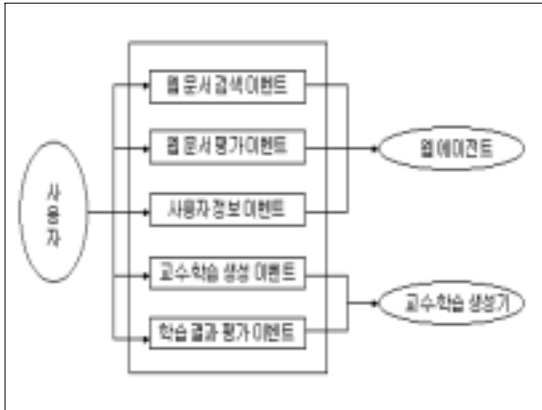 사용자
웹 문서 검색 이벤트
웹 문서 평가 이벤트
사용자 정보 이벤트
교수학습 생성 이벤트
학습 결과 평가 이벤트
웹 에이전트
교수학습 생성기